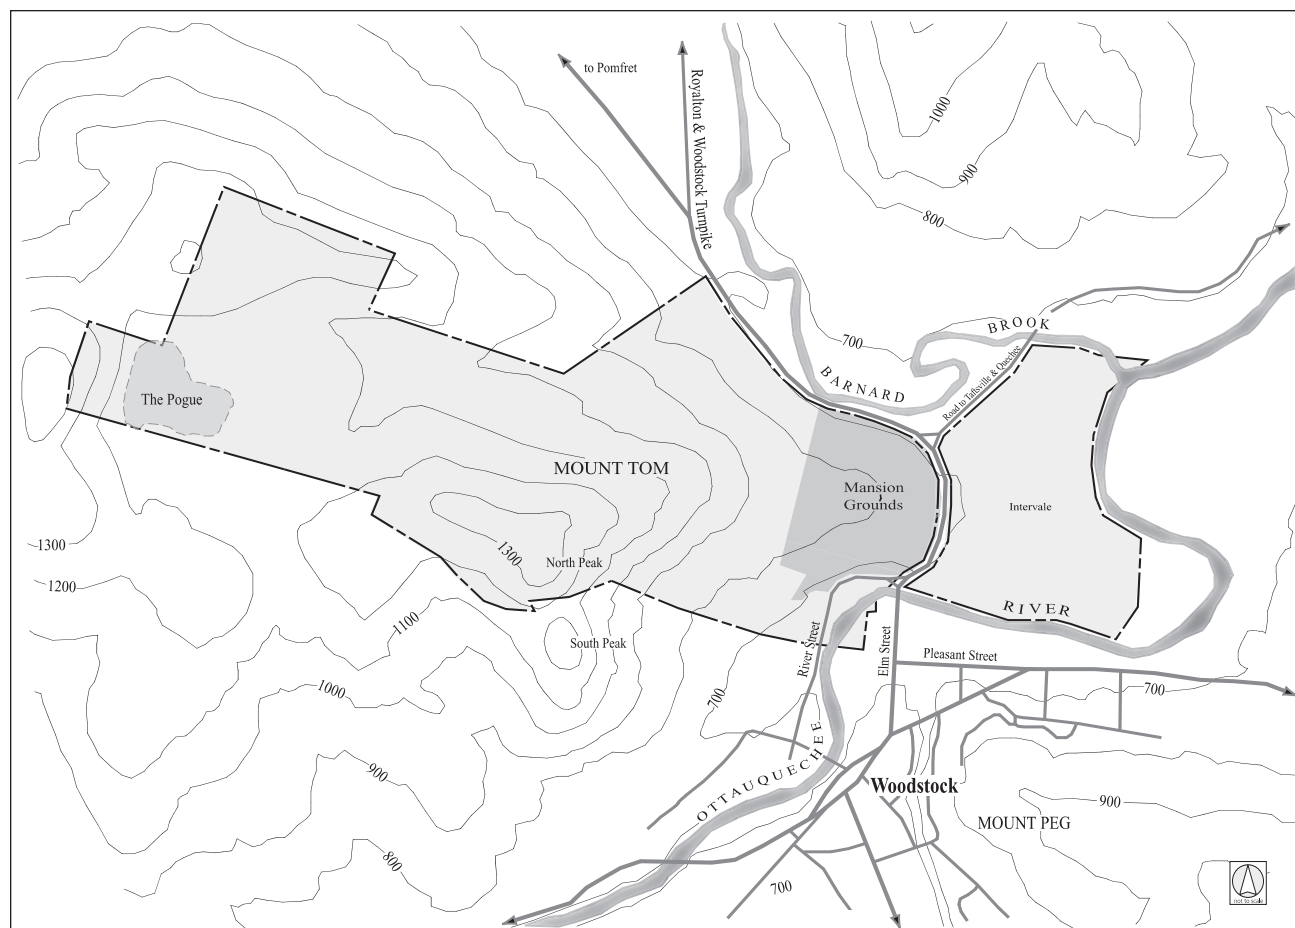 to Pomfret
Royalton & Woodstock Turnpike
1000
900
800
700
BROOK
BARNARD
Road to Taftsville & Quechee
The Pogue
MOUNT TOM
Mansion
Grounds
Intervale
1300
North Peak
1300
1200
1100
RIVER
South Peak
River Street
Elm Street
Pleasant Street
1000
700
700
OTTAUQUECHEE
900
Woodstock
900
MOUNT PEG
800
700
not to scale